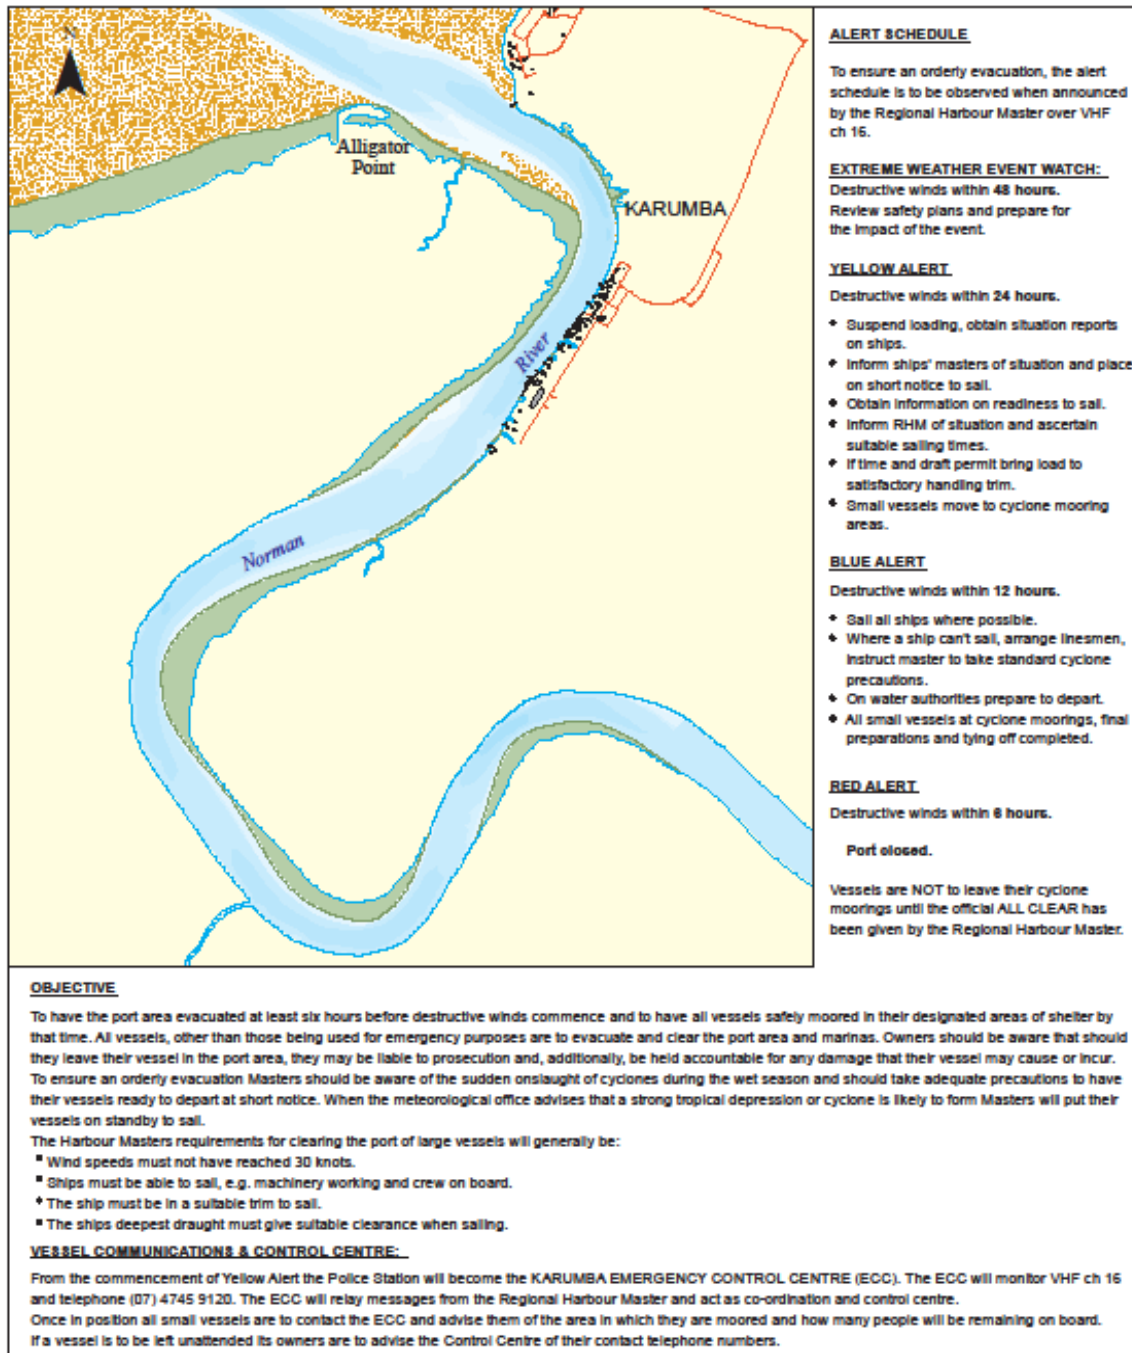 N
Alligator
Point
KARUMBA
River
Norman
ALERT SCHEDULE
To ensure an orderly evacuation, the alert
schedule is to be observed when announced
by the Regional Harbour Master over VHF
ch 16.
EXTREME WEATHER EVENT WATCH:
Destructive winds within 48 hours.
Review safety plans and prepare for
the impact of the event.
YELLOW ALERT
Destructive winds within 24 hours.
• Suspend loading, obtain situation reports
on ships.
• Inform ships' masters of situation and place
on short notice to sail.
• Obtain information on readiness to sail.
• Inform RHM of situation and ascertain
suitable sailing times.
• If time and draft permit bring load to
satisfactory handling trim.
• Small vessels move to cyclone mooring
areas.
BLUE ALERT
Destructive winds within 12 hours.
• Sail all ships where possible.
• Where a ship can't sail, arrange linesmen,
instruct master to take standard cyclone
precautions.
• On water authorities prepare to depart.
• All small vessels at cyclone moorings, final
preparations and tying off completed.
RED ALERT
Destructive winds within 6 hours.
Port closed.
Vessels are NOT to leave their cyclone
moorings until the official ALL CLEAR has
been given by the Regional Harbour Master.
OBJECTIVE
To have the port area evacuated at least six hours before destructive winds commence and to have all vessels safely moored in their designated areas of shelter by
that time. All vessels, other than those being used for emergency purposes are to evacuate and clear the port area and marinas. Owners should be aware that should
they leave their vessel in the port area, they may be liable to prosecution and, additionally, be held accountable for any damage that their vessel may cause or incur.
To ensure an orderly evacuation Masters should be aware of the sudden onslaught of cyclones during the wet season and should take adequate precautions to have
their vessels ready to depart at short notice. When the meteorological office advises that a strong tropical depression or cyclone is likely to form Masters will put their
vessels on standby to sail.
The Harbour Masters requirements for clearing the port of large vessels will generally be:
▪ Wind speeds must not have reached 30 knots.
▪ Ships must be able to sail, e.g. machinery working and crew on board.
• The ship must be in a suitable trim to sail.
▪ The ships deepest draught must give suitable clearance when sailing.
VESSEL COMMUNICATIONS & CONTROL CENTRE:
From the commencement of Yellow Alert the Police Station will become the KARUMBA EMERGENCY CONTROL CENTRE (ECC). The ECC will monitor VHF ch 16
and telephone (07) 4745 9120. The ECC will relay messages from the Regional Harbour Master and act as co-ordination and control centre.
Once in position all small vessels are to contact the ECC and advise them of the area in which they are moored and how many people will be remaining on board.
If a vessel is to be left unattended its owners are to advise the Control Centre of their contact telephone numbers.